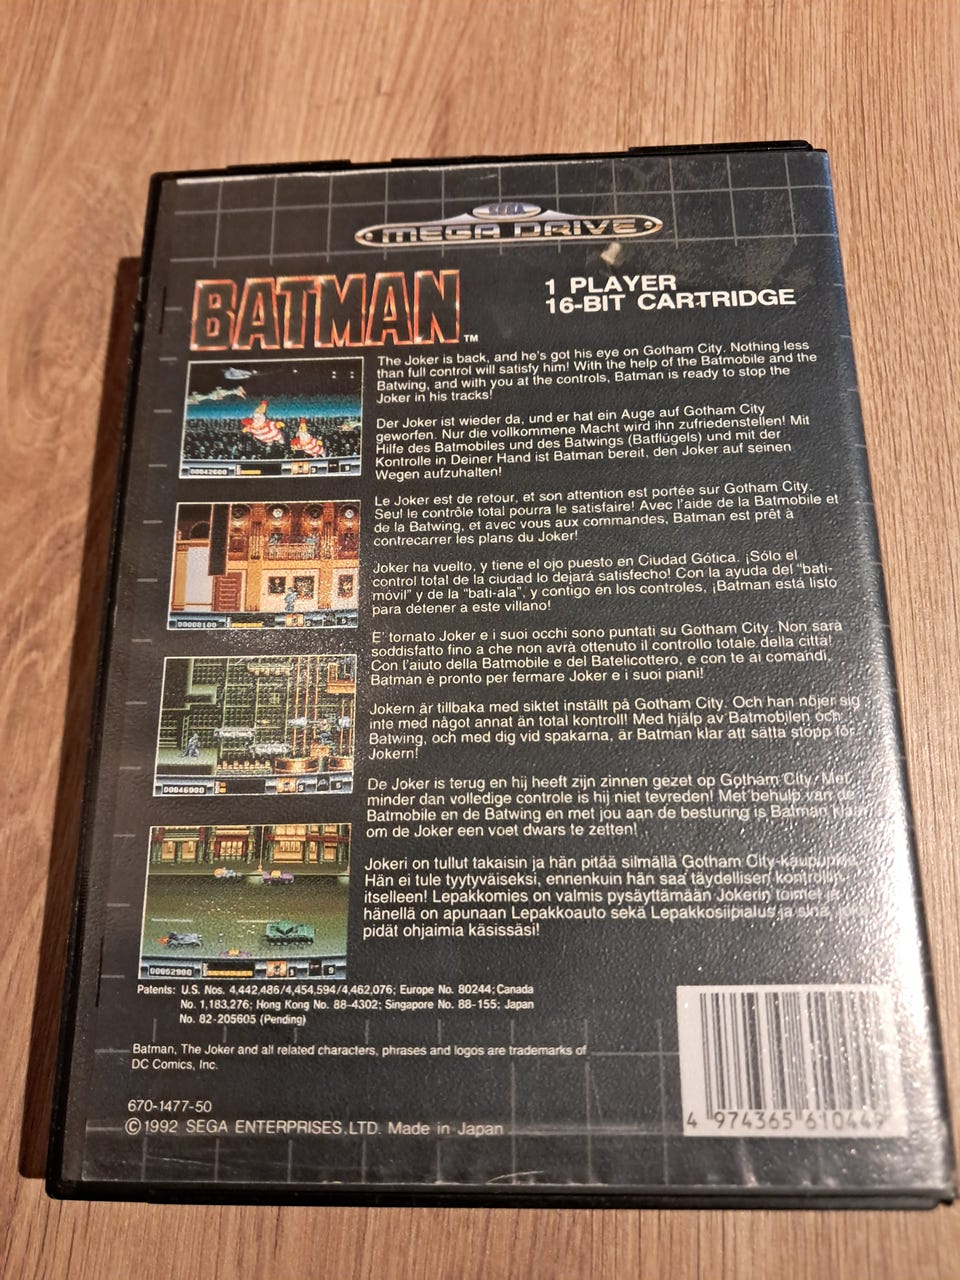 SEGA
MEGA DRIVE
BATMAN™
1 PLAYER
16-BIT CARTRIDGE
The Joker is back, and he's got his eye on Gotham City. Nothing less
than full control will satisfy him! With the help of the Batmobile and the
Batwing, and with you at the controls, Batman is ready to stop the
Joker in his tracks!
Der Joker ist wieder da, und er hat ein Auge auf Gotham City
geworfen. Nur die vollkommene Macht wird ihn zufriedenstellen! Mit
Hilfe des Batmobiles und des Batwings (Batflügels) und mit der
Kontrolle in Deiner Hand ist Batman bereit, den Joker auf seinen
Wegen aufzuhalten!
Le Joker est de retour, et son attention est portée sur Gotham City.
Seul le contrôle total pourra le satisfaire! Avec l'aide de la Batmobile et
de la Batwing, et avec vous aux commandes, Batman est prêt à
contrecarrer les plans du Joker!
Joker ha vuelto, y tiene el ojo puesto en Ciudad Gótica. ¡Sólo el
control total de la ciudad lo dejará satisfecho! Con la ayuda del "bati-
móvil" y de la "bati-ala", y contigo en los controles, ¡Batman está listo
para detener a este villano!
E' tornato Joker e i suoi occhi sono puntati su Gotham City. Non sarà
soddisfatto fino a che non avrà ottenuto il controllo totale della città!
Con l'aiuto della Batmobile e del Batelicottero, e con te ai comandi,
Batman è pronto per fermare Joker e i suoi piani!
Jokern är tillbaka med siktet inställt på Gotham City. Och han nöjer sig
inte med något annat än total kontroll! Med hjälp av Batmobilen och
Batwing, och med dig vid spakarna, är Batman klar att sätta stopp för
Jokern!
De Joker is terug en hij heeft zijn zinnen gezet op Gotham City. Met
minder dan volledige controle is hij niet tevreden! Met behulp van de
Batmobile en de Batwing en met jou aan de besturing is Batman klaar
om de Joker een voet dwars te zetten!
Jokeri on tullut takaisin ja hän pitää silmällä Gotham City-kaupunkia.
Hän ei tule tyytyväiseksi, ennenkuin hän saa täydellisen kontrollin
itselleen! Lepakkomies on valmis pysäyttämään Jokerin toimet ja
hänellä on apunaan Lepakkoauto sekä Lepakkosiipialus ja sinä, joka
pidät ohjaimia käsissäsi!
00042600
00008100
00046900
00052900
Patents: U.S. Nos. 4,442,486/4,454,594/4,462,076; Europe No. 80244; Canada
No. 1,183,276; Hong Kong No. 88-4302; Singapore No. 88-155; Japan
No. 82-205605 (Pending)
Batman, The Joker and all related characters, phrases and logos are trademarks of
DC Comics, Inc.
670-1477-50
©1992 SEGA ENTERPRISES,LTD. Made in Japan
4 974365 610449